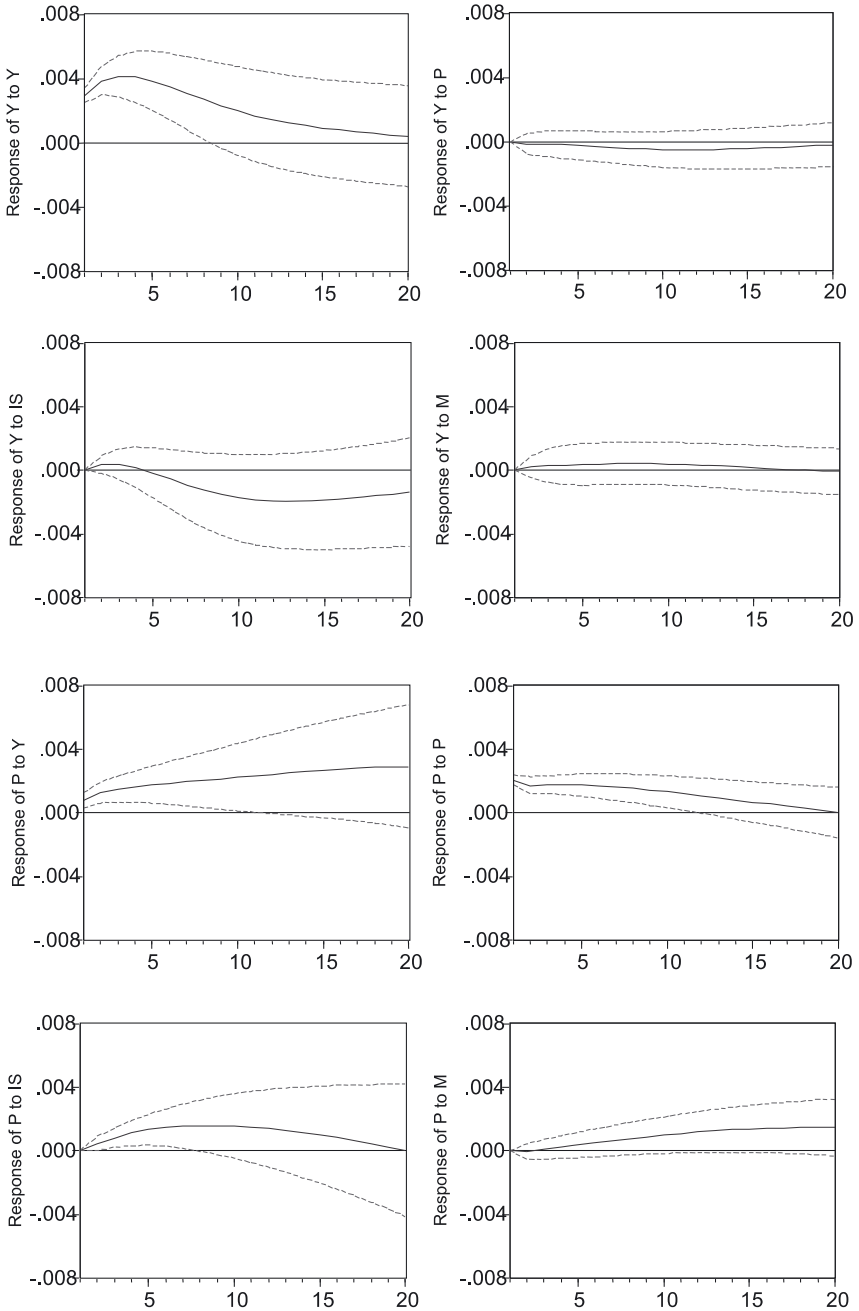 .008
.004
.000
-.004
-.008
Response of Y to Y
5 10 15 20
.008
.004
.000
-.004
-.008
Response of Y to P
5 10 15 20
.008
.004
.000
-.004
-.008
Response of Y to IS
5 10 15 20
.008
.004
.000
-.004
-.008
Response of Y to M
5 10 15 20
.008
.004
.000
-.004
-.008
Response of P to Y
5 10 15 20
.008
.004
.000
-.004
-.008
Response of P to P
5 10 15 20
.008
.004
.000
-.004
-.008
Response of P to IS
5 10 15 20
.008
.004
.000
-.004
-.008
Response of P to M
5 10 15 20